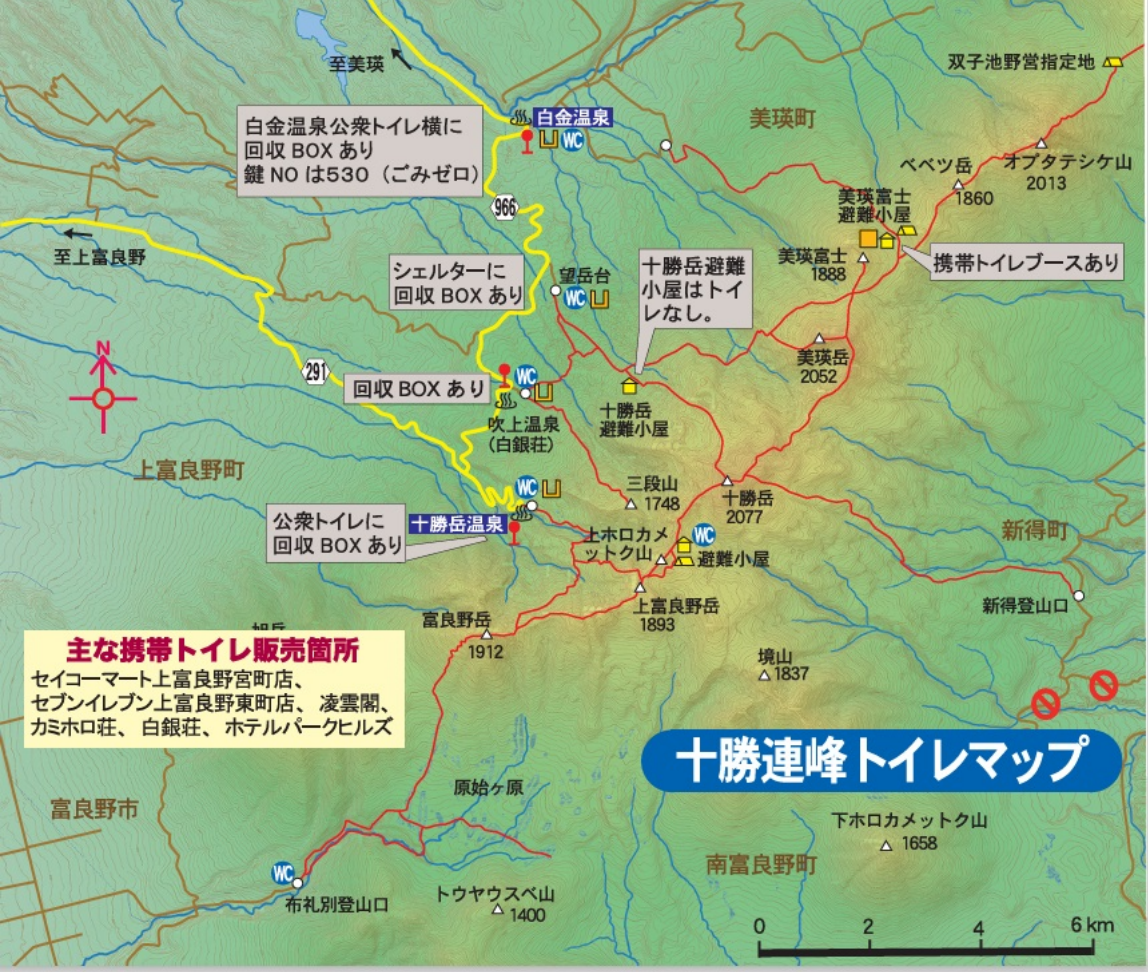 至美瑛
白金温泉
WC
白金温泉公衆トイレ横に
回収 BOX あり
鍵 NO は530(ごみゼロ)
966
美瑛町
双子池野営指定地
オプタテシケ山
2013
ベベツ岳
1860
美瑛富士
避難小屋
美瑛富士
1888
携帯トイレブースあり
至上富良野
シェルターに
回収 BOX あり
望岳台
WC
十勝岳避難
小屋はトイ
レなし。
美瑛岳
2052
N
291
回収 BOX あり
WC
吹上温泉
(白銀荘)
十勝岳
避難小屋
上富良野町
WC
三段山
1748
十勝岳
2077
公衆トイレに
回収 BOX あり
十勝岳温泉
上ホロカメ
ットク山
WC
避難小屋
新得町
新得登山口
上富良野岳
1893
富良野岳
1912
旭岳
境山
1837
主な携帯トイレ販売箇所
セイコーマート上富良野宮町店、
セブンイレブン上富良野東町店、凌雲閣、
カミホロ荘、白銀荘、ホテルパークヒルズ
十勝連峰トイレマップ
富良野市
原始ヶ原
下ホロカメットク山
1658
南富良野町
WC
布礼別登山口
トウヤウスベ山
1400
0 2 4 6 km